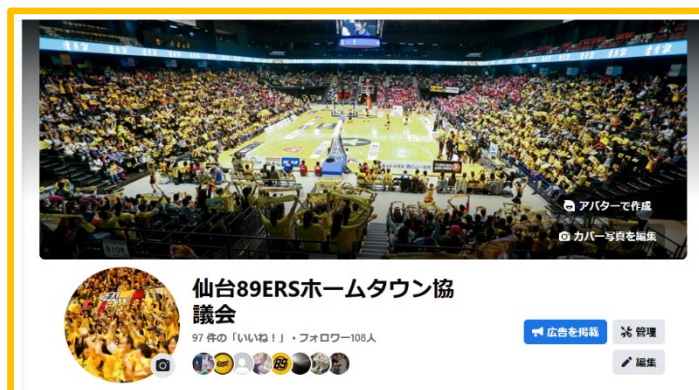 アバターで作成
カバー写真を編集
仙台89ERSホームタウン協
議会
97 件の「いいね！」・フォロワー108人
広告を掲載
管理
編集
89